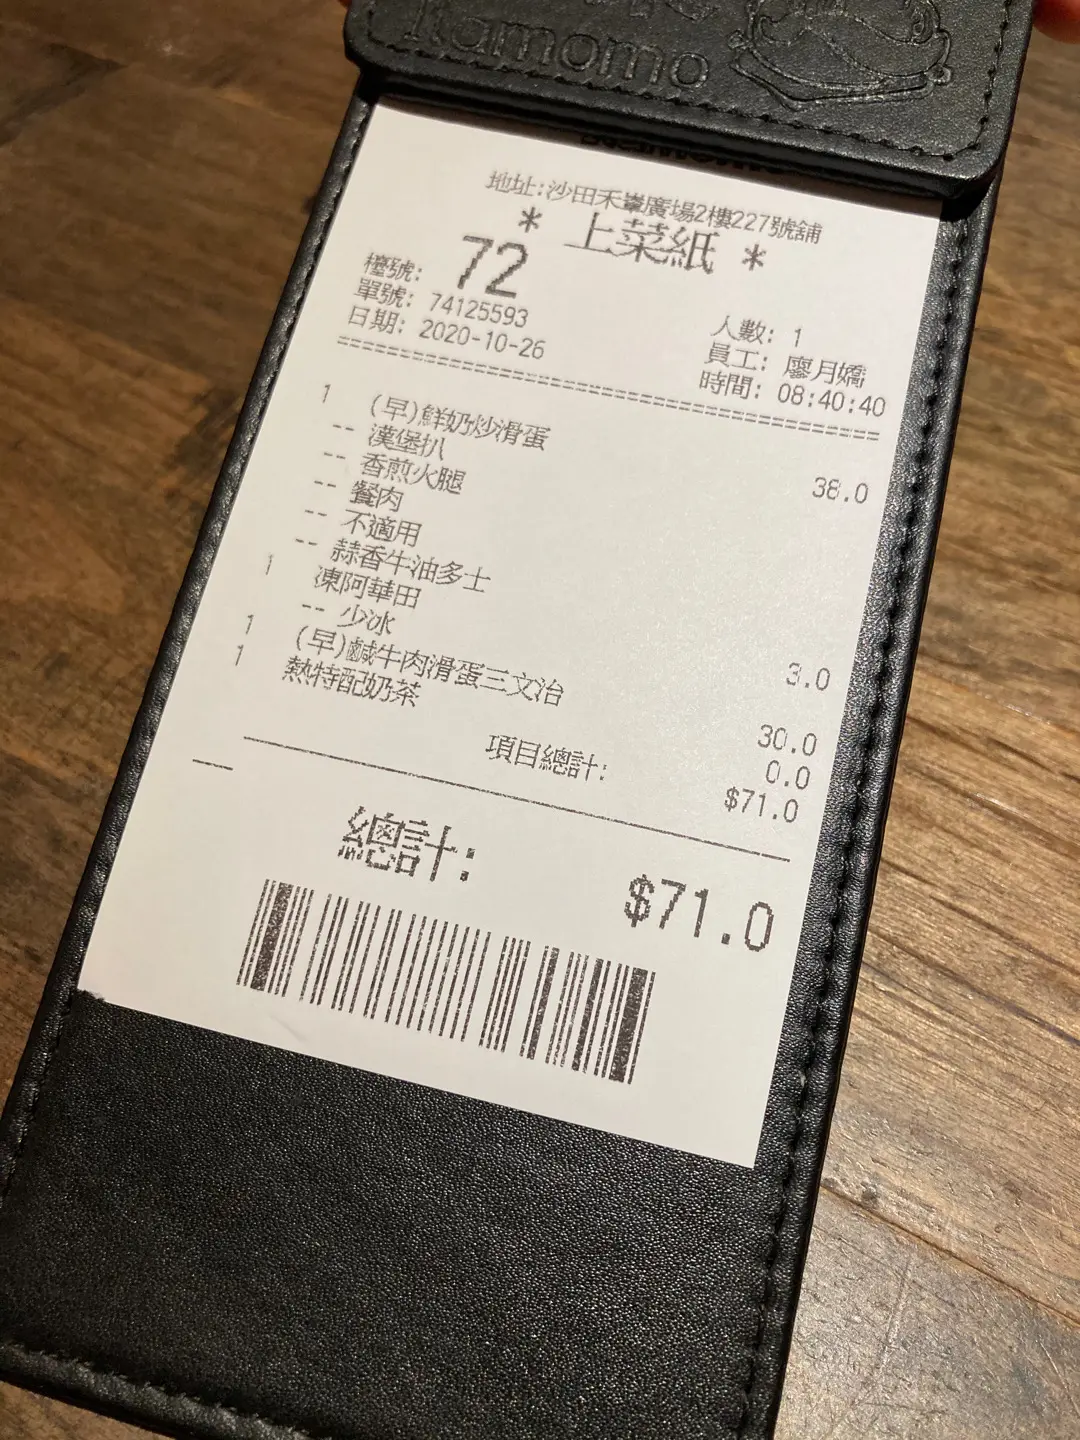 Itamomo
地址:沙田禾輋廣場2樓227號舖
* 上菜紙 *
檯號: 72
單號: 74125593 人數: 1
日期: 2020-10-26 員工: 廖月嬌
時間: 08:40:40
1 (早)鮮奶炒滑蛋 38.0
-- 漢堡扒
-- 香煎火腿
-- 餐肉
-- 不適用
-- 蒜香牛油多士
1 凍阿華田 3.0
-- 少冰
1 (早)鹹牛肉滑蛋三文治 30.0
1 熱特配奶茶 0.0
項目總計: $71.0
總計: $71.0